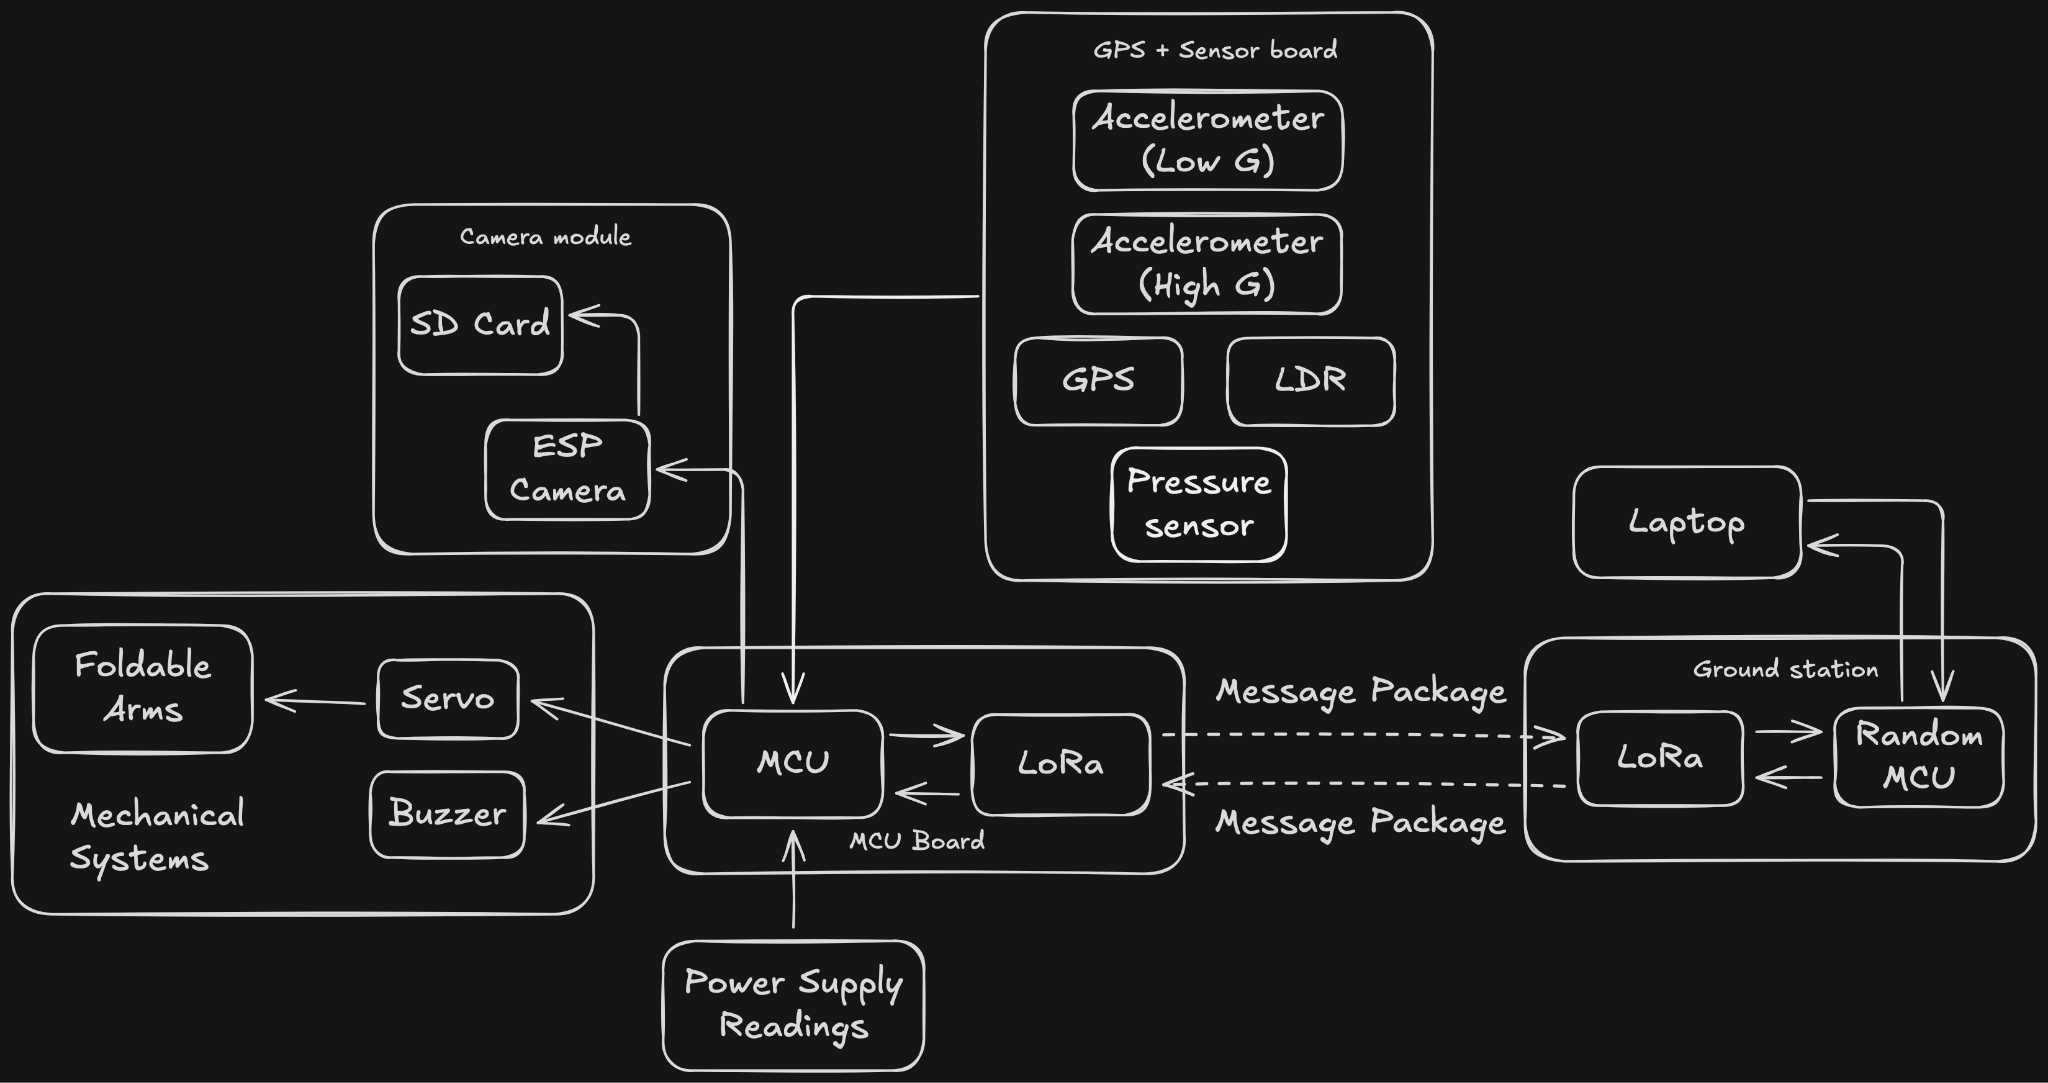 GPS + Sensor board
Accelerometer
(Low G)
Accelerometer
(High G)
GPS
LDR
Pressure
sensor
Camera module
SD Card
ESP
Camera
Laptop
Foldable
Arms
Servo
Buzzer
Mechanical
Systems
MCU
LoRa
MCU Board
Message Package
Message Package
Ground station
LoRa
Random
MCU
Power Supply
Readings